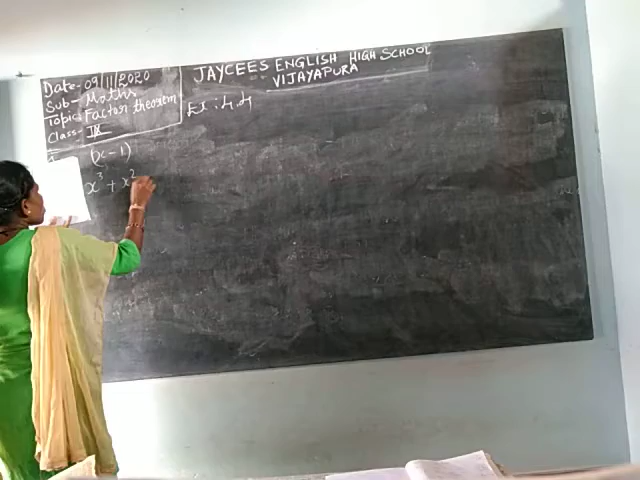 Date- 09/11/2020
Sub- Maths
Topic: Factor theorem
Class- IX
JAYCEES ENGLISH HIGH SCHOOL
VIJAYAPURA
EX : 4.4
(x - 1)
x³ + x²